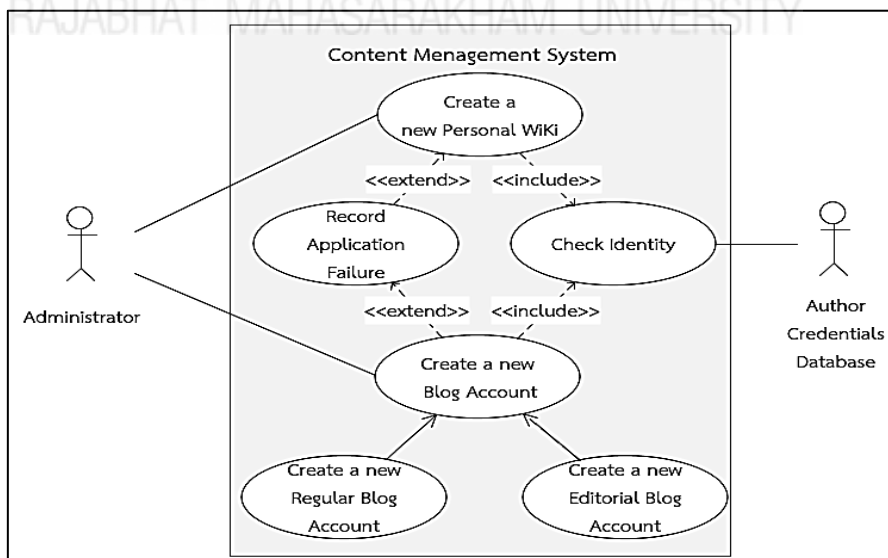 RAJABHAT MAHASARAKHAM UNIVERSITY
Content Menagement System
Create a
new Personal WiKi
<<extend>>
<<include>>
Record
Application
Failure
Check Identity
Administrator
Author
Credentials
Database
<<extend>>
<<include>>
Create a new
Blog Account
Create a new
Regular Blog
Account
Create a new
Editorial Blog
Account